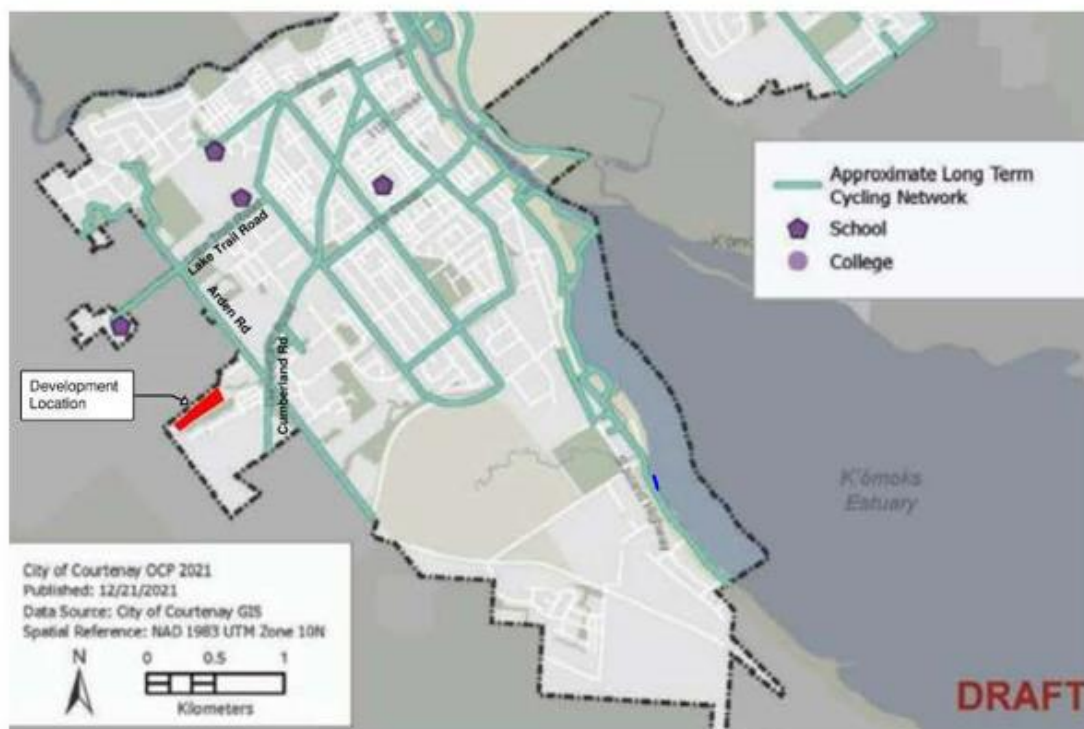 Approximate Long Term
Cycling Network
School
College
Lake Trail Road
Arden Rd
Cumberland Rd
Development
Location
K'ómoks
Estuary
City of Courtenay OCP 2021
Published: 12/21/2021
Data Source: City of Courtenay GIS
Spatial Reference: NAD 1983 UTM Zone 10N
N
0 0.5 1
Kilometers
DRAFT